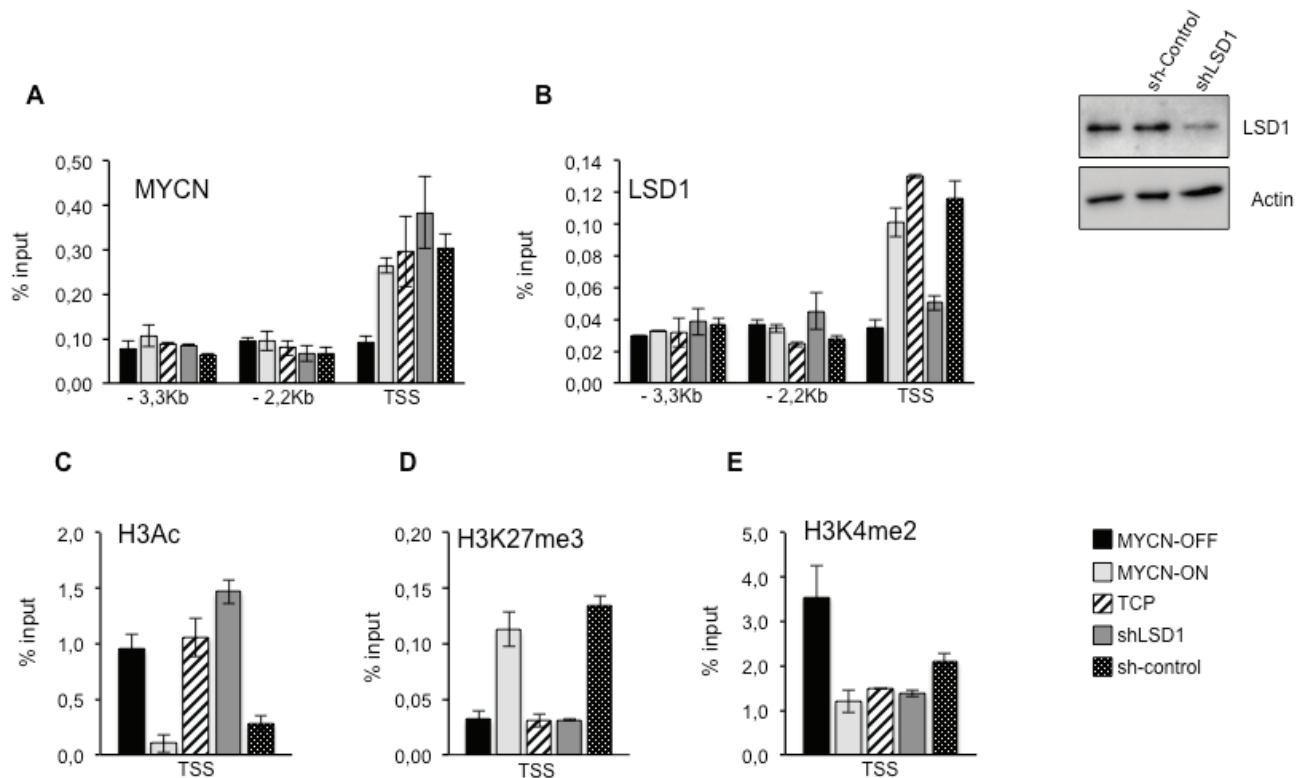 A
MYCN
% input
0,50
0,40
0,30
0,20
0,10
0,00
- 3,3Kb
- 2,2Kb
TSS
B
LSD1
% input
0,14
0,12
0,10
0,08
0,06
0,04
0,02
0,00
- 3,3Kb
- 2,2Kb
TSS
sh-Control
shLSD1
LSD1
Actin
C
H3Ac
% input
2,0
1,5
1,0
0,5
0,0
TSS
D
H3K27me3
% input
0,20
0,15
0,10
0,05
0,00
TSS
E
H3K4me2
% input
5,0
4,0
3,0
2,0
1,0
0,0
TSS
MYCN-OFF
MYCN-ON
TCP
shLSD1
sh-control